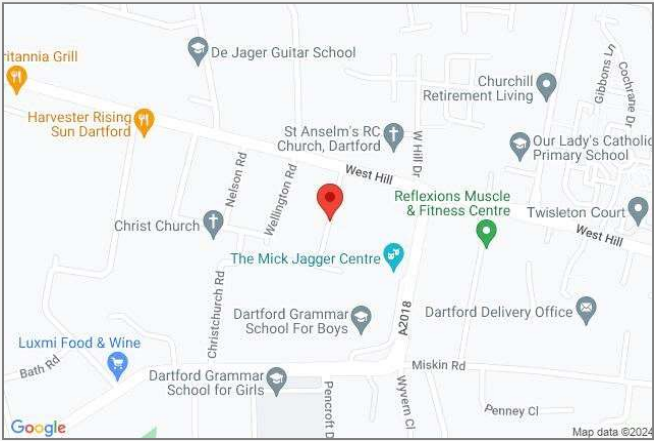 De Jager Guitar School
ritannia Grill
Churchill
Retirement Living
Gibbons Ln
Cochrane Dr
Harvester Rising
Sun Dartford
St Anselm's RC
Church, Dartford
W Hill Dr
Our Lady's Catholic
Primary School
West Hill
Nelson Rd
Wellington Rd
Reflexions Muscle
& Fitness Centre
Twisleton Court
Christ Church
West Hill
The Mick Jagger Centre
Christchurch Rd
Dartford Grammar
School For Boys
A2018
Dartford Delivery Office
Luxmi Food & Wine
Bath Rd
Miskin Rd
Dartford Grammar
School for Girls
Pencroft D
Wyvern Cl
Penney Cl
Google
Map data ©2024